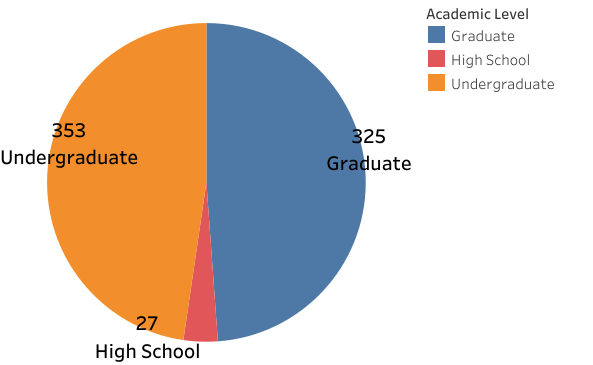 Academic Level
Graduate
High School
Undergraduate
353
Undergraduate
325
Graduate
27
High School